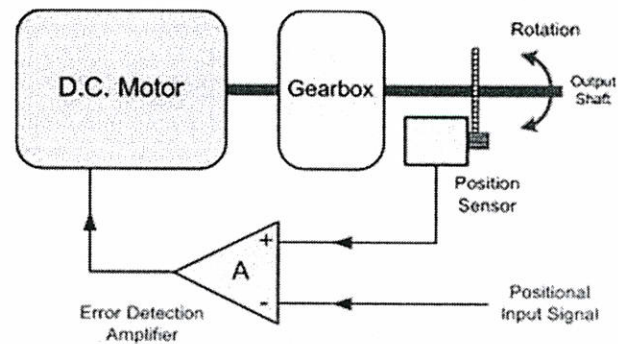 Rotation
D.C. Motor
Gearbox
Output
Shaft
Position
Sensor
+
A
-
Error Detection
Amplifier
Positional
Input Signal